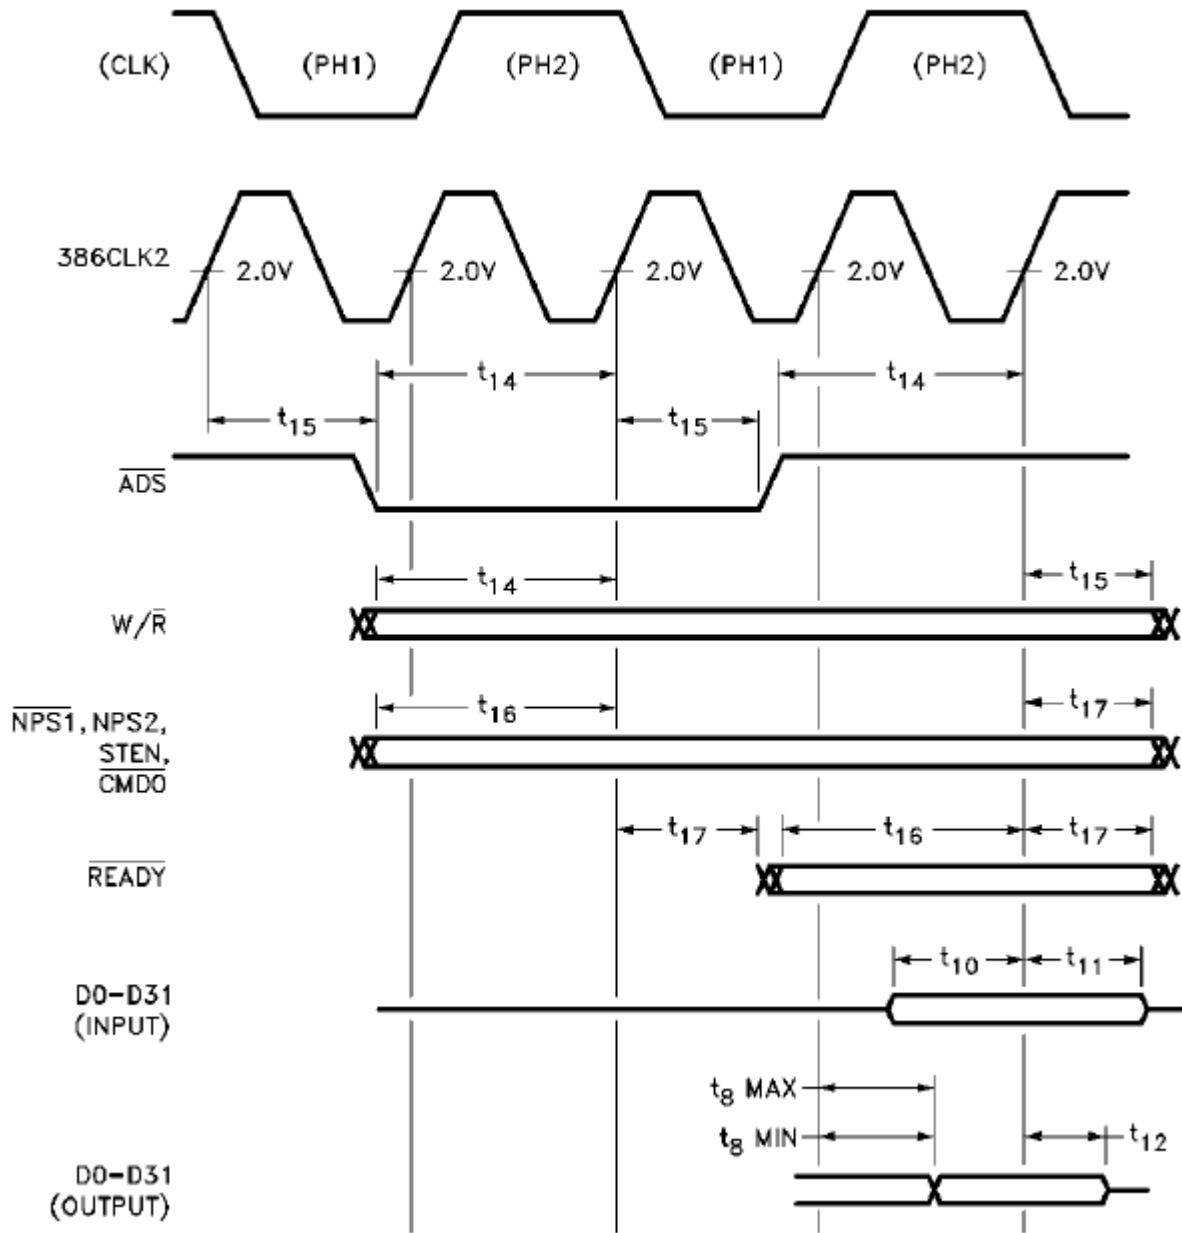 (CLK) (PH1) (PH2) (PH1) (PH2)
386CLK2 2.0V 2.0V 2.0V 2.0V 2.0V
t14 t14
t15 t15
ADS
t14 t15
W/R
t16 t17
NPS1, NPS2,
STEN,
CMD0
t17 t16 t17
READY
t10 t11
D0-D31
(INPUT)
t8 MAX
t8 MIN t12
D0-D31
(OUTPUT)